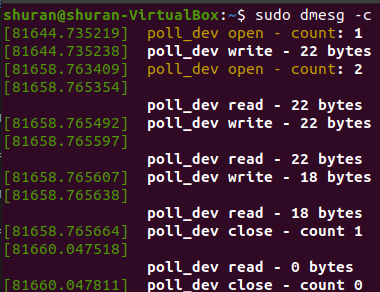 shuran@shuran-VirtualBox:~$ sudo dmesg -c
[81644.735219] poll_dev open - count: 1
[81644.735238] poll_dev write - 22 bytes
[81658.763409] poll_dev open - count: 2
[81658.765354]
poll_dev read - 22 bytes
[81658.765492] poll_dev write - 22 bytes
[81658.765597]
poll_dev read - 22 bytes
[81658.765607] poll_dev write - 18 bytes
[81658.765638]
poll_dev read - 18 bytes
[81658.765664] poll_dev close - count 1
[81660.047518]
poll_dev read - 0 bytes
[81660.047811] poll_dev close - count 0